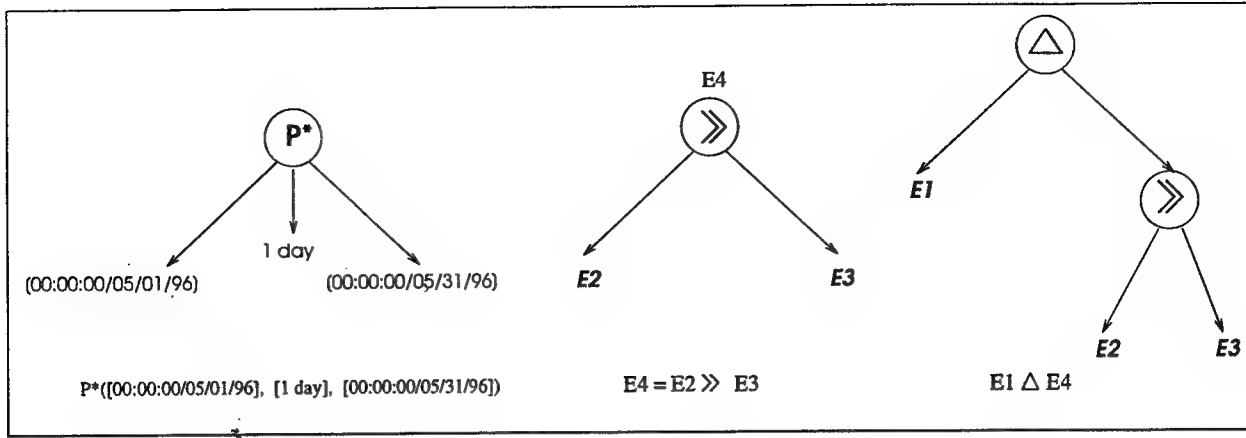 P*
1 day
[00:00:00/05/01/96]
[00:00:00/05/31/96]
P*([00:00:00/05/01/96], [1 day], [00:00:00/05/31/96])
E4
≫
E2
E3
E4 = E2 ≫ E3
△
E1
≫
E2
E3
E1 △ E4